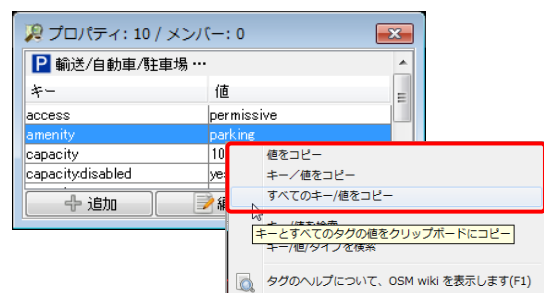 プロパティ: 10 / メンバー: 0
P 輸送/自動車/駐車場 …
キー 値
access permissive
amenity parking
capacity 10
capacity:disabled yes
追加
値をコピー
キー/値をコピー
すべてのキー/値をコピー
キーとすべてのタグの値をクリップボードにコピー
キー/値/タイプを検索
タグのヘルプについて、OSM wiki を表示します(F1)